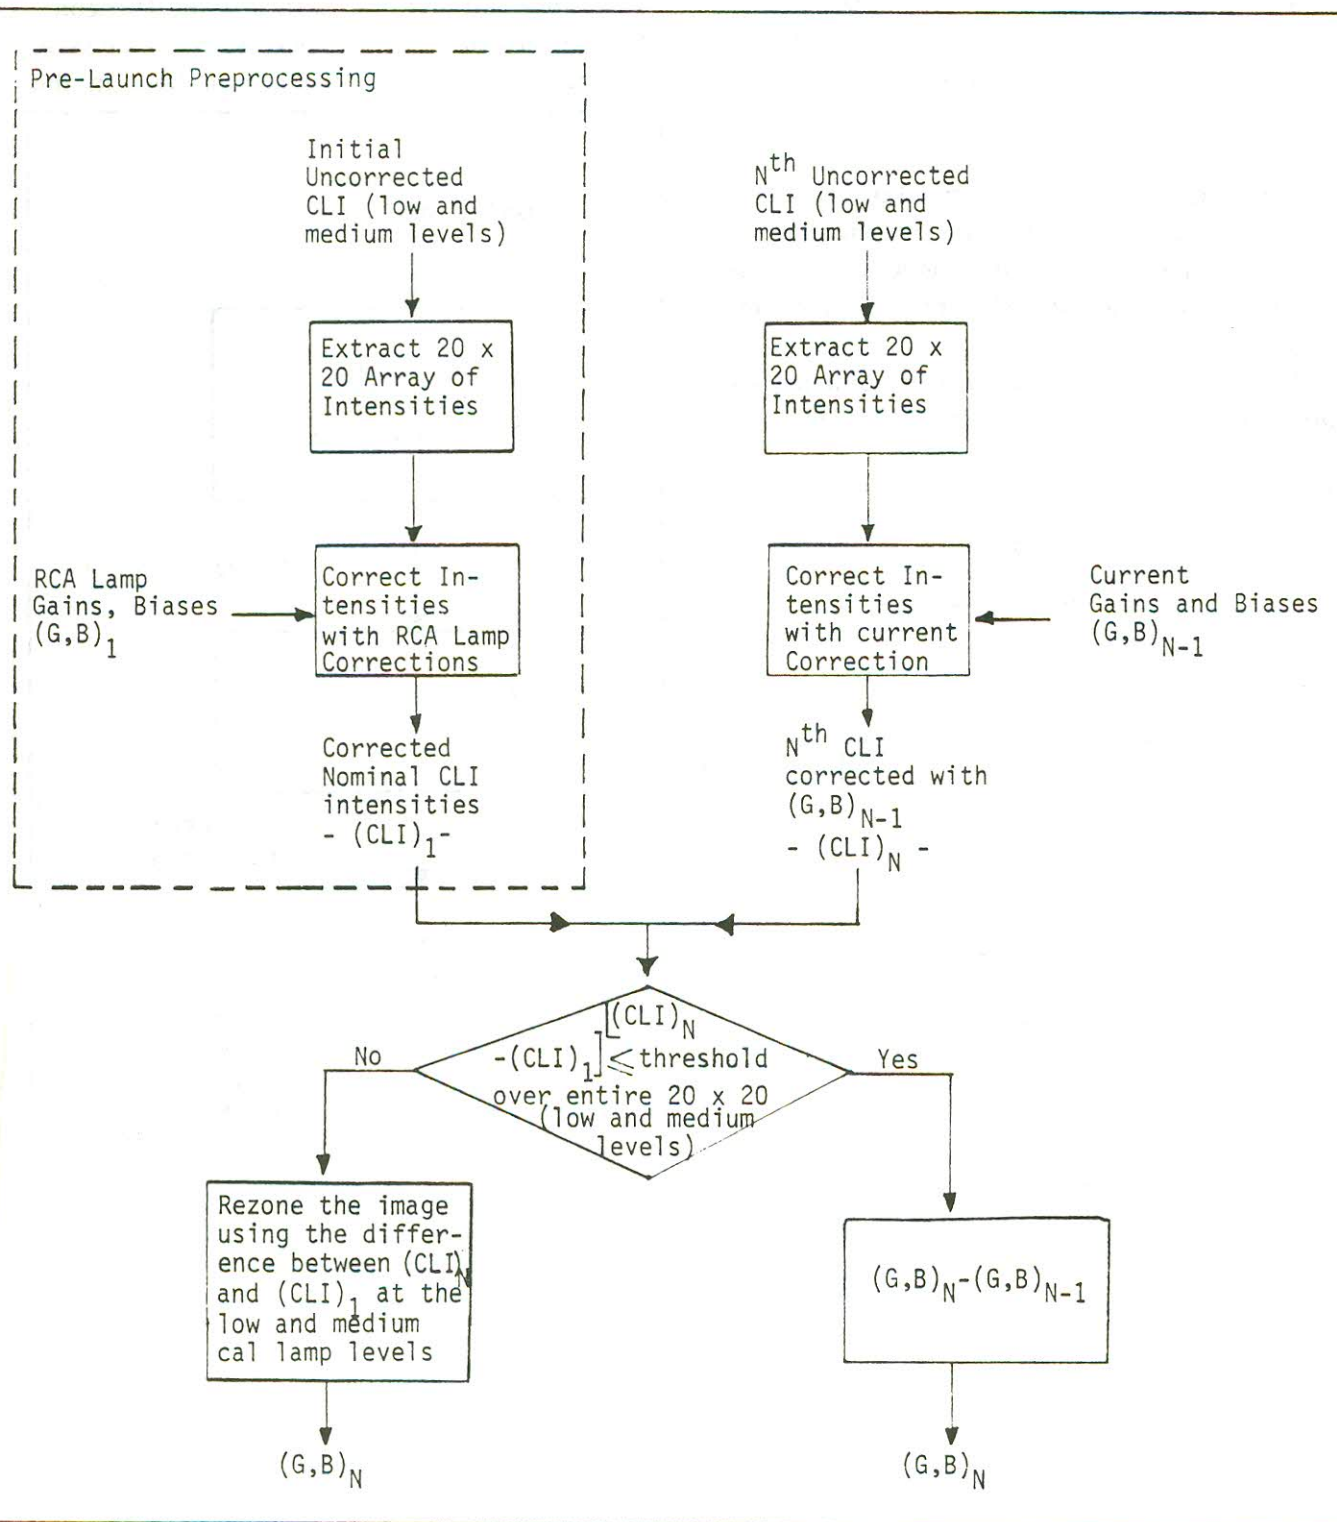 Pre-Launch Preprocessing
Initial
Uncorrected
CLI (low and
medium levels)
Extract 20 x
20 Array of
Intensities
RCA Lamp
Gains, Biases
(G,B)1
Correct In-
tensities
with RCA Lamp
Corrections
Corrected
Nominal CLI
intensities
- (CLI)1-
Nth Uncorrected
CLI (low and
medium levels)
Extract 20 x
20 Array of
Intensities
Correct In-
tensities
with current
Correction
Current
Gains and Biases
(G,B)N-1
Nth CLI
corrected with
(G,B)N-1
- (CLI)N -
[(CLI)N
-(CLI)1]≤threshold
over entire 20 x 20
(low and medium
levels)
No
Yes
Rezone the image
using the differ-
ence between (CLI)N
and (CLI)1 at the
low and medium
cal lamp levels
(G,B)N
(G,B)N-(G,B)N-1
(G,B)N